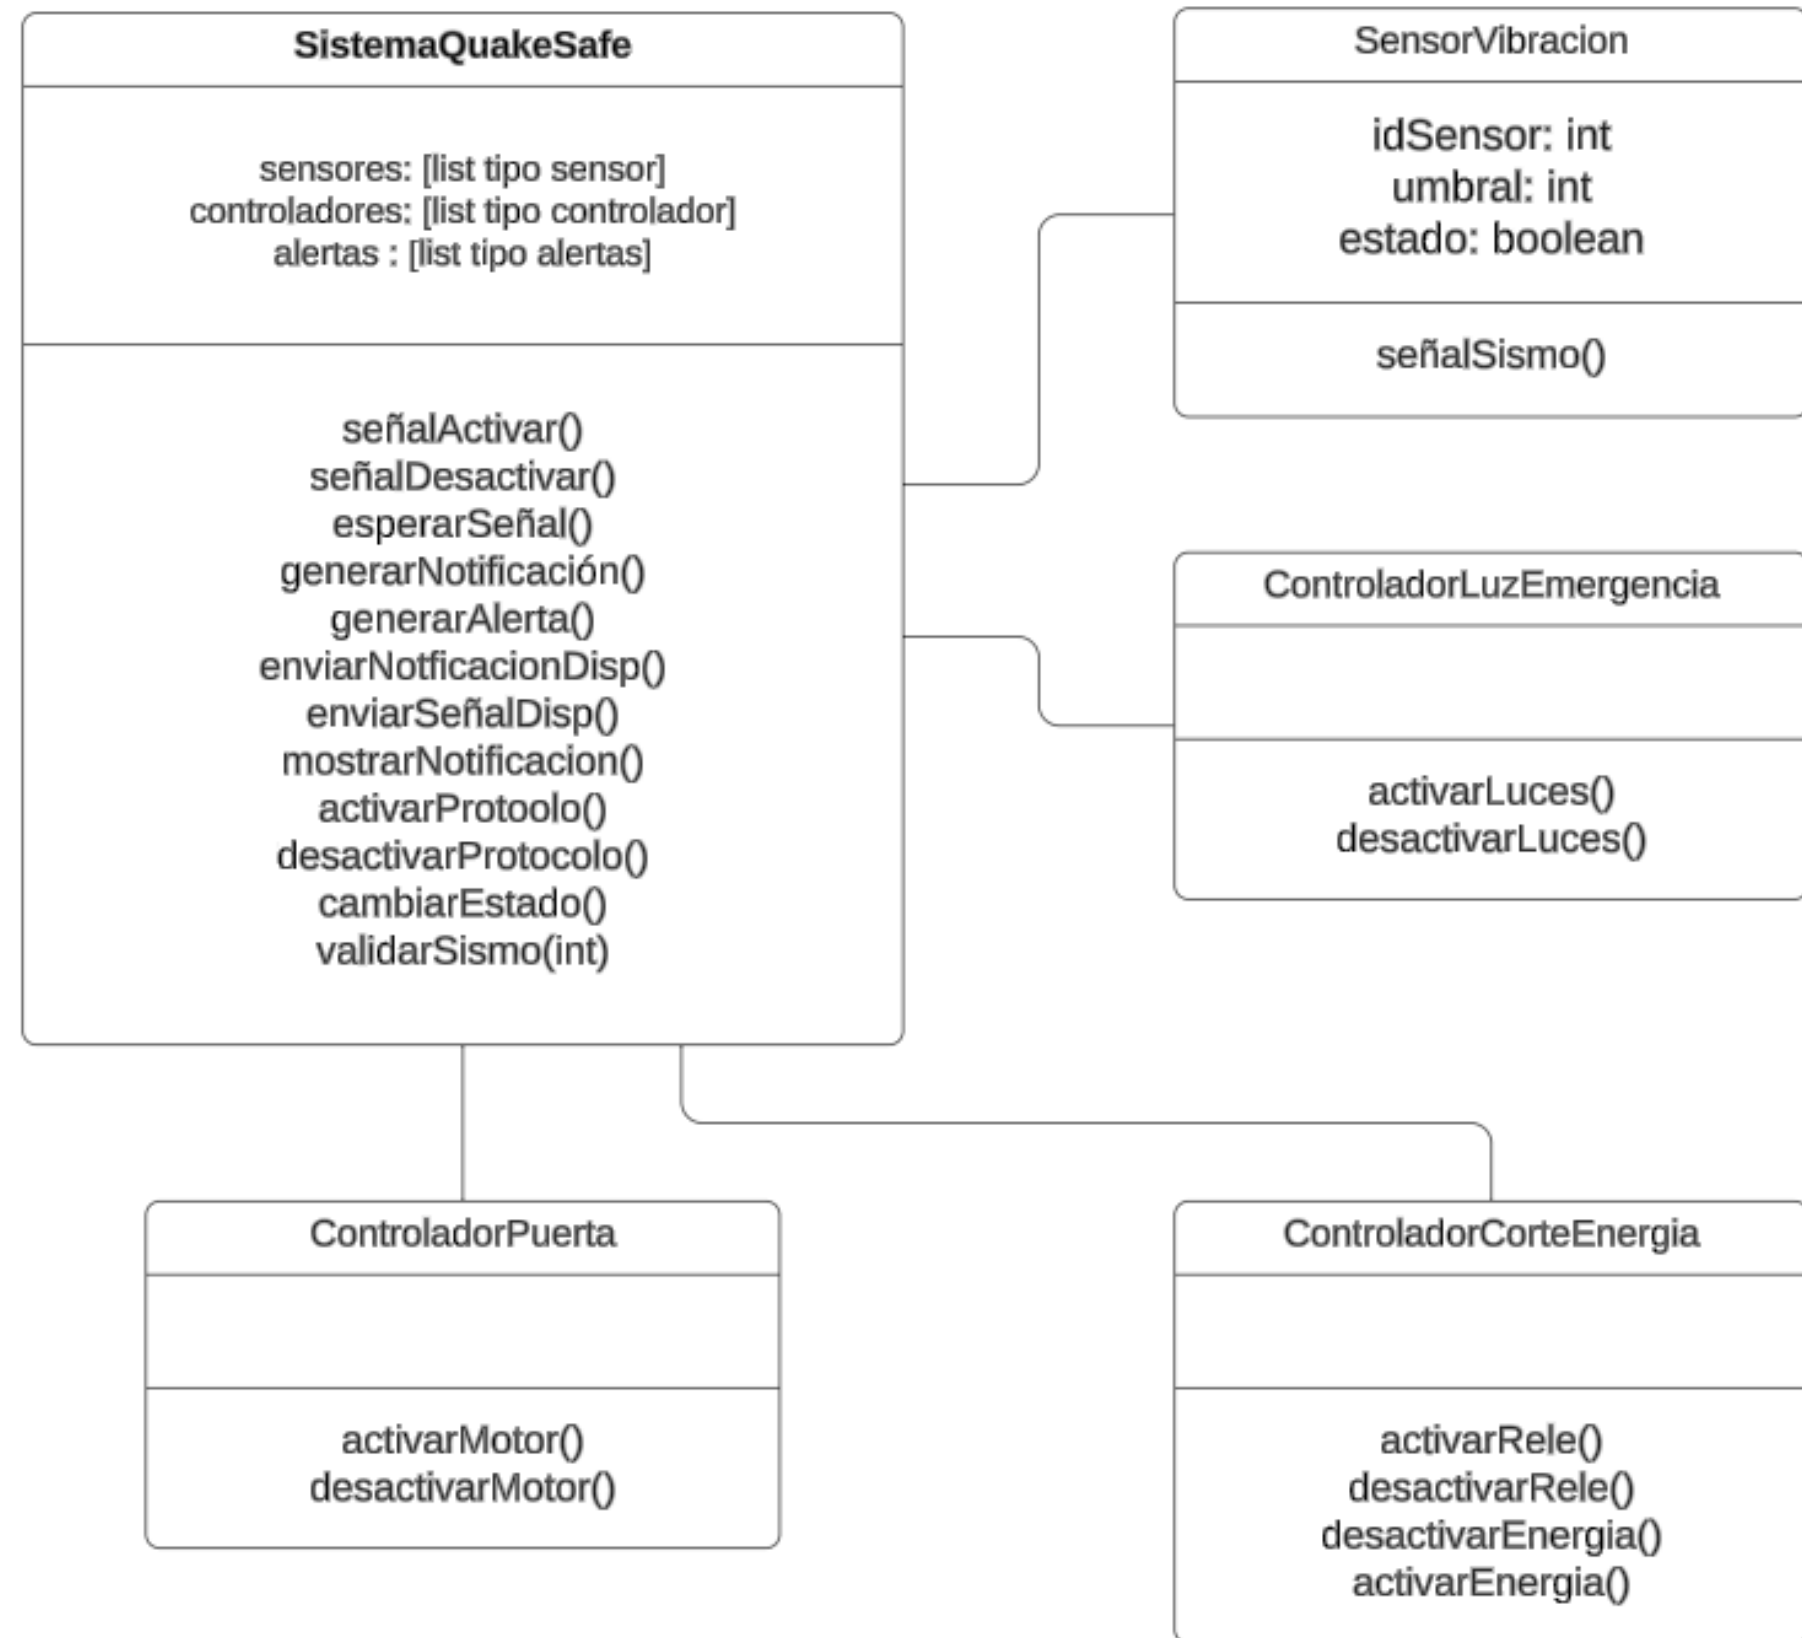 SistemaQuakeSafe
sensores: [list tipo sensor]
controladores: [list tipo controlador]
alertas : [list tipo alertas]
señalActivar()
señalDesactivar()
esperarSeñal()
generarNotificación()
generarAlerta()
enviarNotficacionDisp()
enviarSeñalDisp()
mostrarNotificacion()
activarProtoolo()
desactivarProtocolo()
cambiarEstado()
validarSismo(int)
SensorVibracion
idSensor: int
umbral: int
estado: boolean
señalSismo()
ControladorLuzEmergencia
activarLuces()
desactivarLuces()
ControladorPuerta
activarMotor()
desactivarMotor()
ControladorCorteEnergia
activarRele()
desactivarRele()
desactivarEnergia()
activarEnergia()